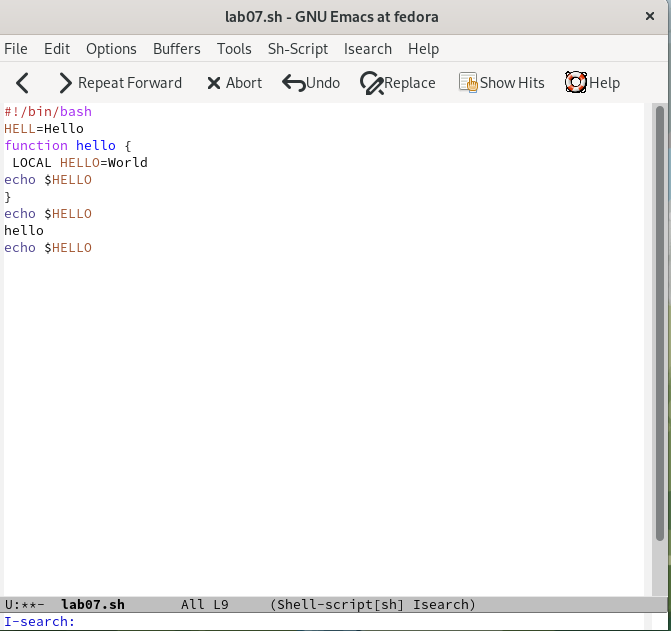 lab07.sh - GNU Emacs at fedora
File Edit Options Buffers Tools Sh-Script Isearch Help
Repeat Forward Abort Undo Replace Show Hits Help
#!/bin/bash
HELL=Hello
function hello {
 LOCAL HELLO=World
echo $HELLO
}
echo $HELLO
hello
echo $HELLO
U:**- lab07.sh All L9 (Shell-script[sh] Isearch)
I-search: